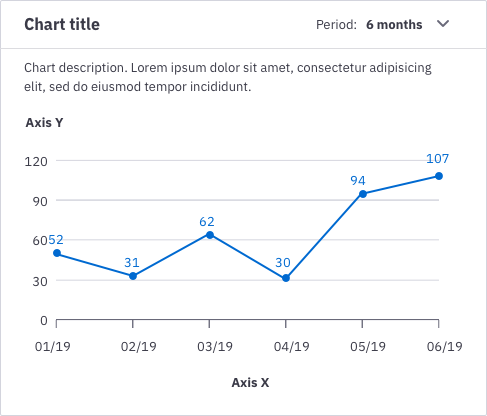 Chart title
Period: 6 months
Chart description. Lorem ipsum dolor sit amet, consectetur adipisicing
elit, sed do eiusmod tempor incididunt.
Axis Y
120
90
60
30
0
52
31
62
30
94
107
01/19 02/19 03/19 04/19 05/19 06/19
Axis X